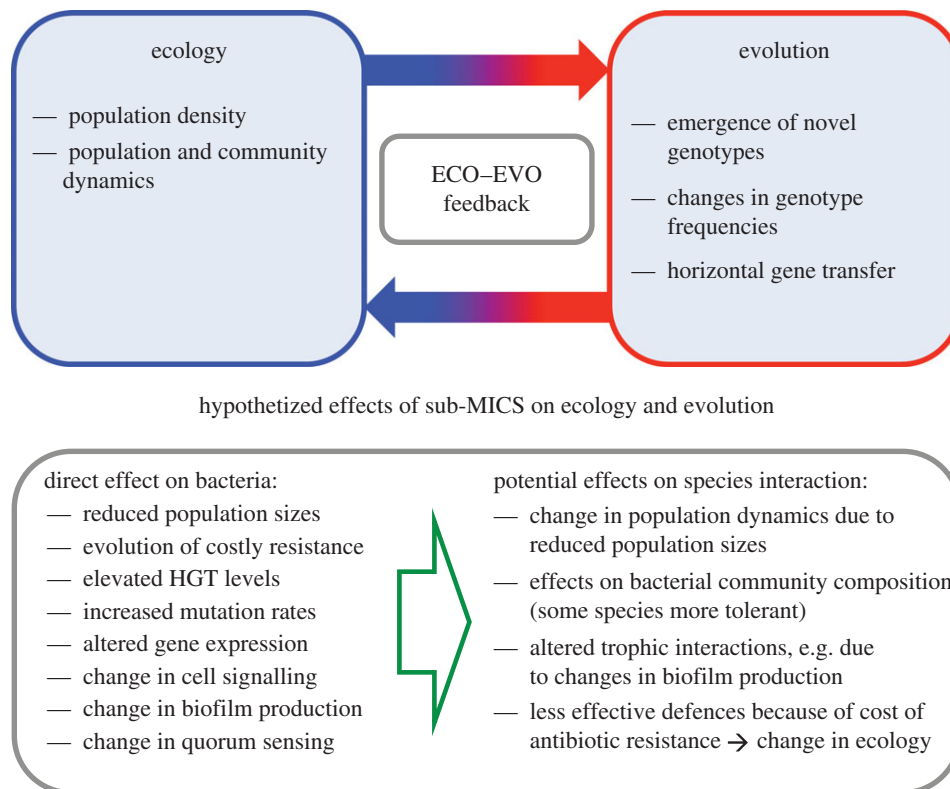 ecology
— population density
— population and community
dynamics
ECO–EVO
feedback
evolution
— emergence of novel
genotypes
— changes in genotype
frequencies
— horizontal gene transfer
hypothetized effects of sub-MICS on ecology and evolution
direct effect on bacteria:
— reduced population sizes
— evolution of costly resistance
— elevated HGT levels
— increased mutation rates
— altered gene expression
— change in cell signalling
— change in biofilm production
— change in quorum sensing
potential effects on species interaction:
— change in population dynamics due to
reduced population sizes
— effects on bacterial community composition
(some species more tolerant)
— altered trophic interactions, e.g. due
to changes in biofilm production
— less effective defences because of cost of
antibiotic resistance → change in ecology